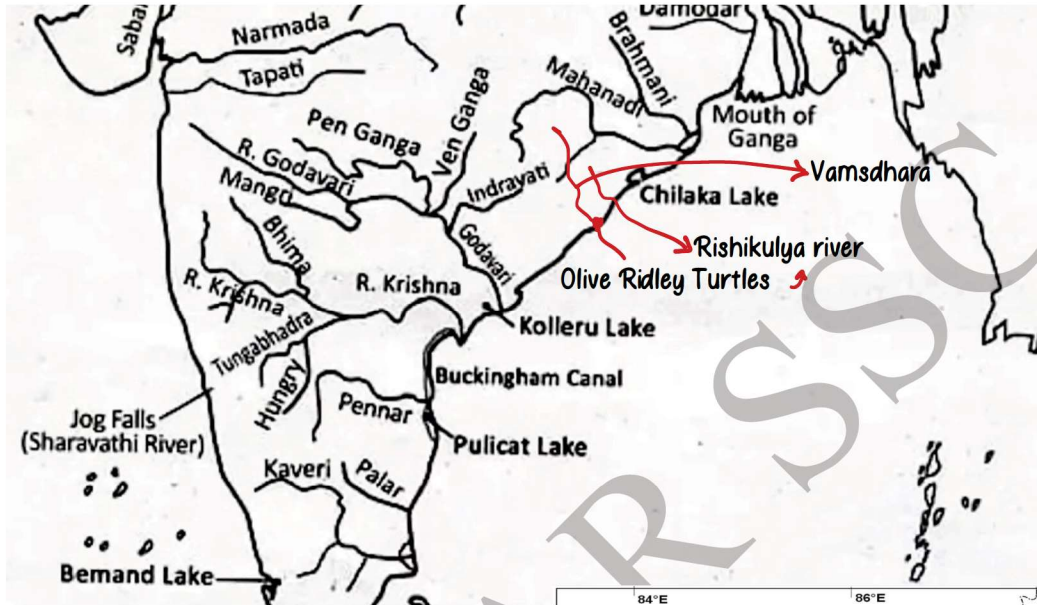 Narmada
Tapati
Damodar
Brahmani
Mahanadi
Mouth of
Ganga
Pen Ganga
Ven Ganga
R. Godavari
Mangri
Indrayati
Vamsdhara
Chilaka Lake
Bhima
Godavari
Rishikulya river
Olive Ridley Turtles
R. Krishna
R. Krishna
Kolleru Lake
Tungabhadra
Hungry
Buckingham Canal
Pennar
Jog Falls
(Sharavathi River)
Pulicat Lake
Kaveri
Palar
Bemand Lake
84°E
86°E
RSSC